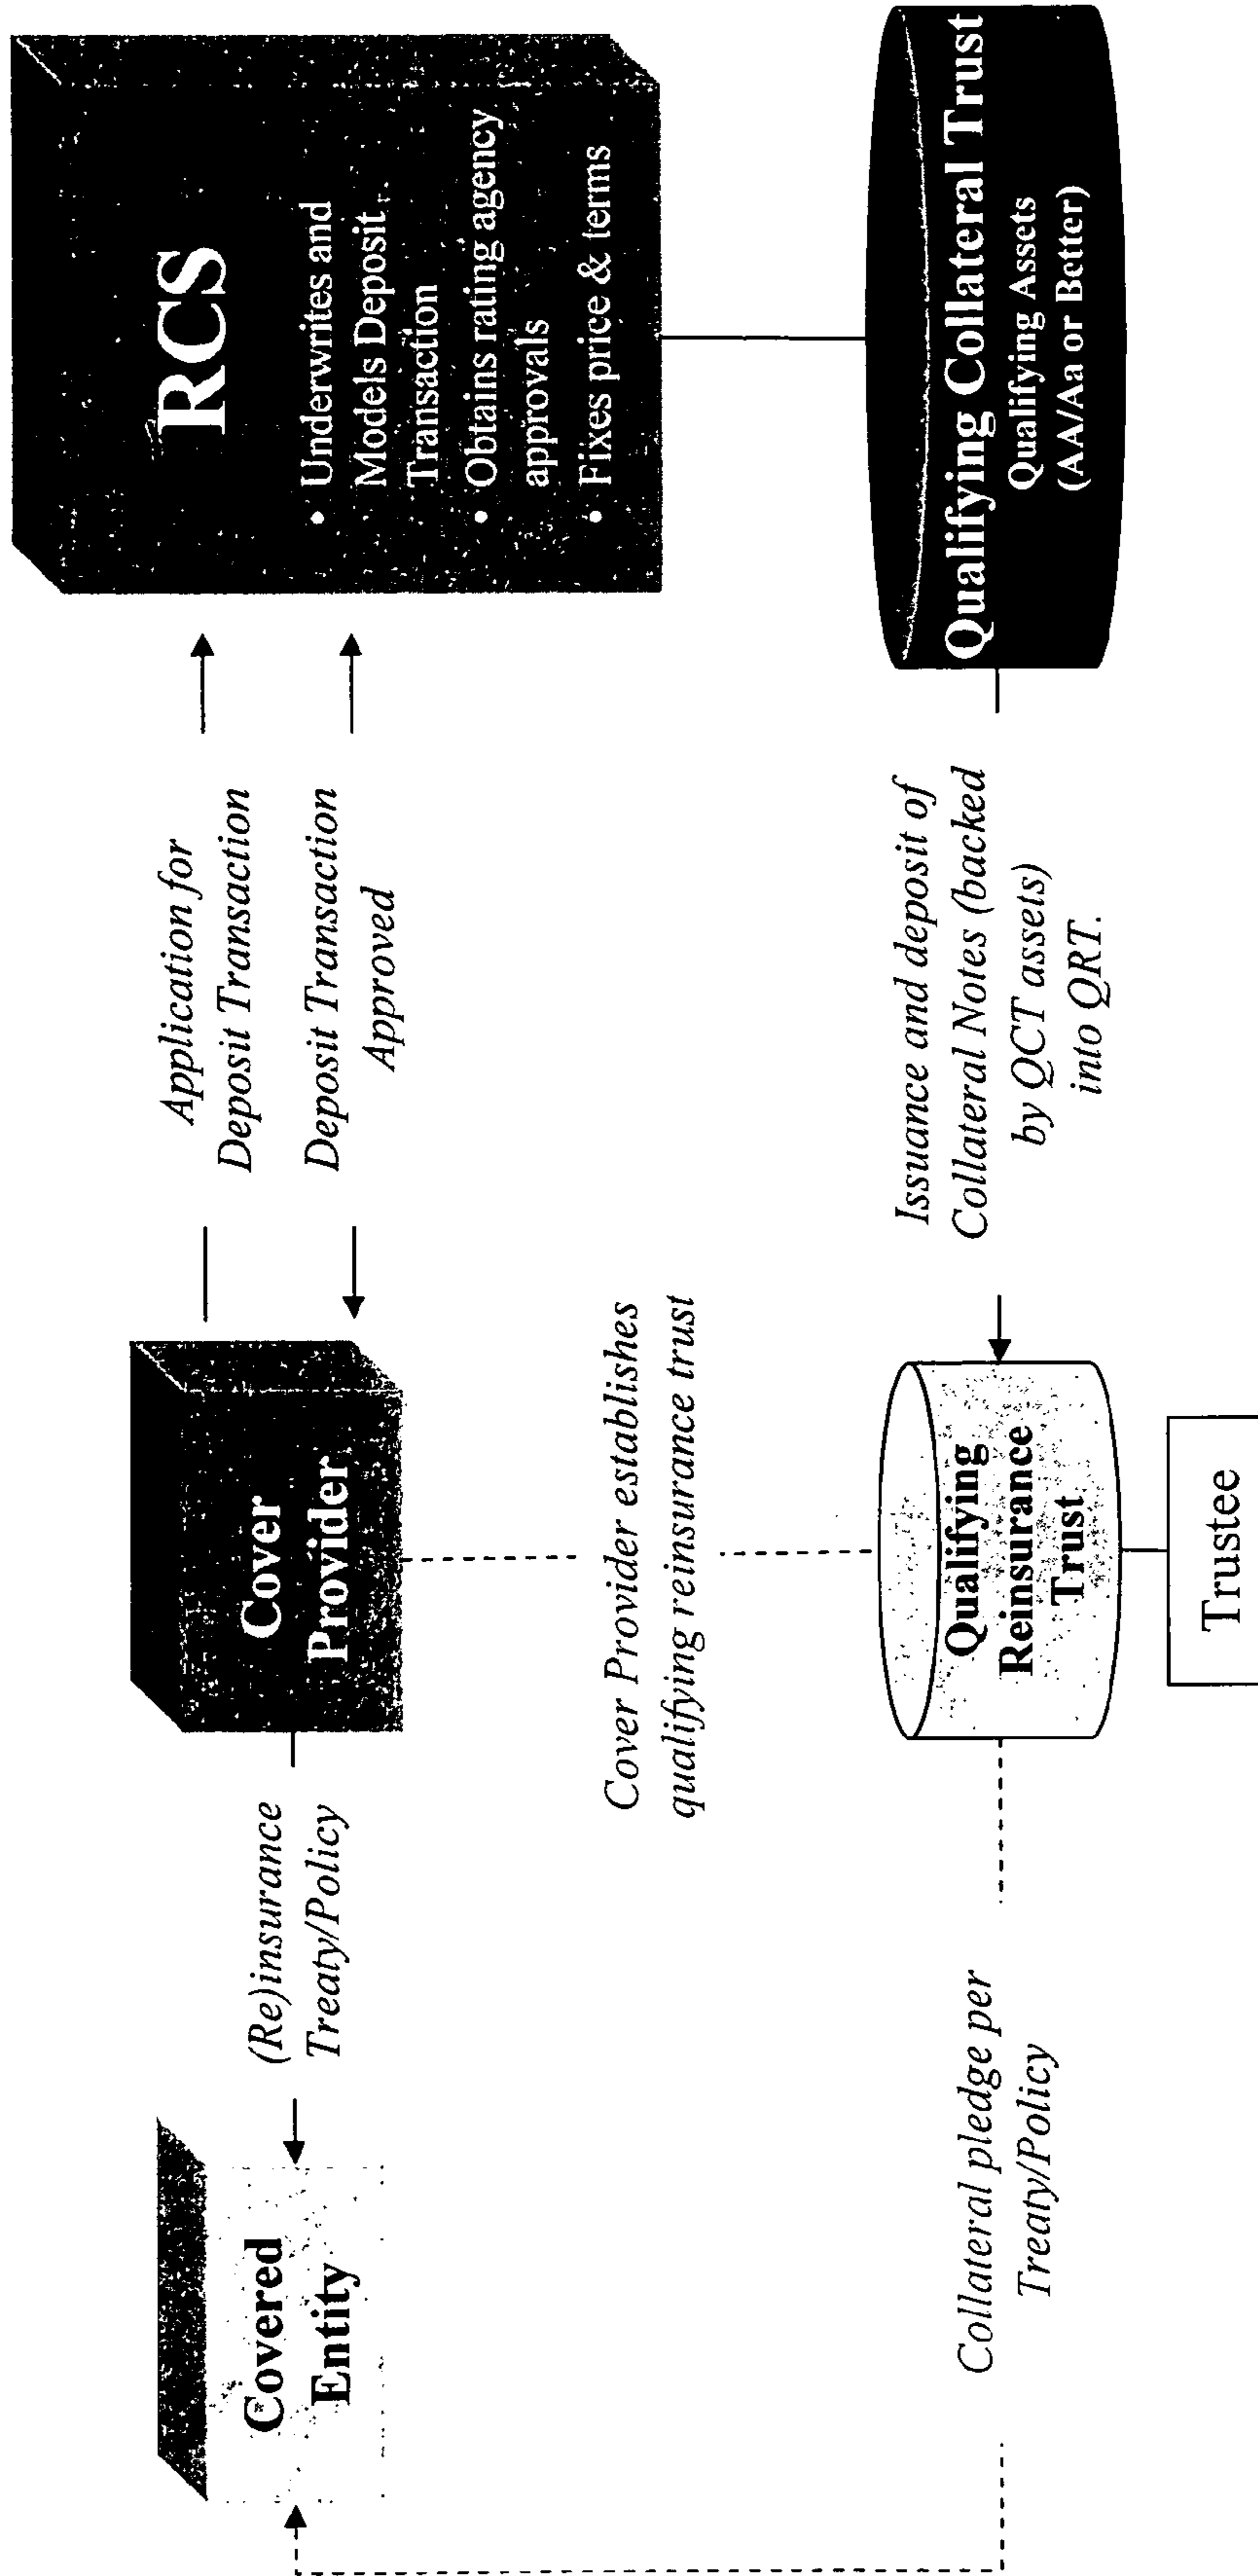 Covered
Entity
(Re)insurance
Treaty/Policy
Cover
Provider
Application for
Deposit Transaction
Deposit Transaction
Approved
RCS
• Underwrites and
Models Deposit
Transaction
• Obtains rating agency
approvals
• Fixes price & terms
Cover Provider establishes
qualifying reinsurance trust
Collateral pledge per
Treaty/Policy
Qualifying
Reinsurance
Trust
Trustee
Issuance and deposit of
Collateral Notes (backed
by QCT assets)
into QRT.
Qualifying Collateral Trust
Qualifying Assets
(AA/Aa or Better)